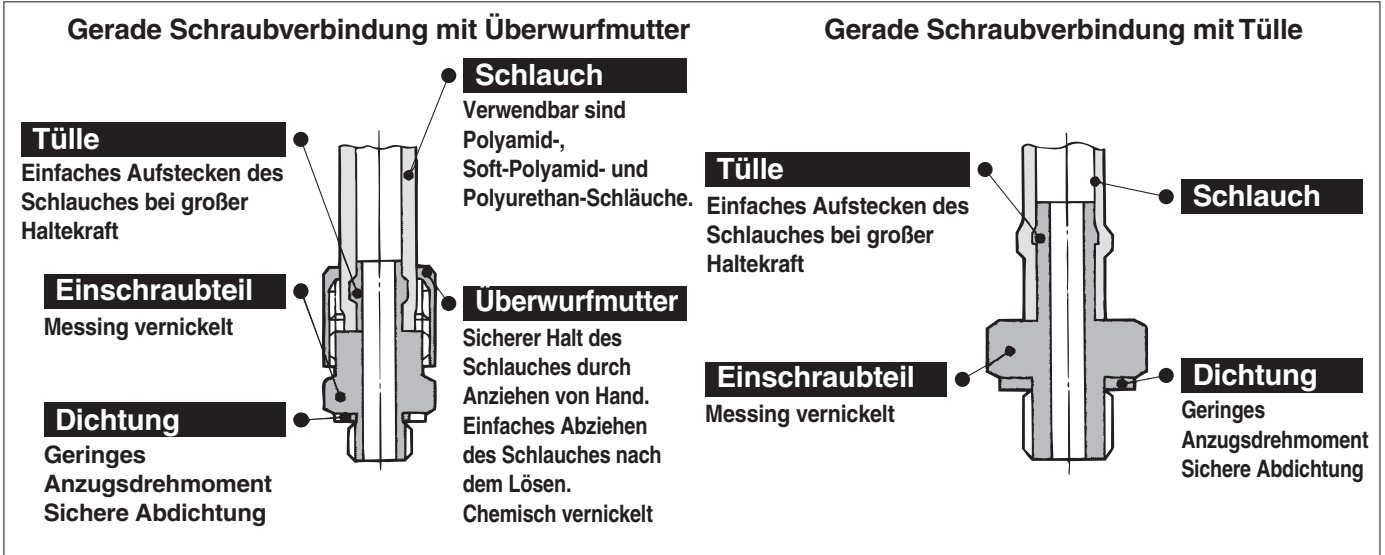 Gerade Schraubverbindung mit Überwurfmutter
Schlauch
Verwendbar sind
Polyamid-,
Soft-Polyamid- und
Polyurethan-Schläuche.
Tülle
Einfaches Aufstecken des
Schlauches bei großer
Haltekraft
Einschraubteil
Messing vernickelt
Überwurfmutter
Sicherer Halt des
Schlauches durch
Anziehen von Hand.
Einfaches Abziehen
des Schlauches nach
dem Lösen.
Chemisch vernickelt
Dichtung
Geringes
Anzugsdrehmoment
Sichere Abdichtung
Gerade Schraubverbindung mit Tülle
Tülle
Einfaches Aufstecken des
Schlauches bei großer
Haltekraft
Schlauch
Einschraubteil
Messing vernickelt
Dichtung
Geringes
Anzugsdrehmoment
Sichere Abdichtung